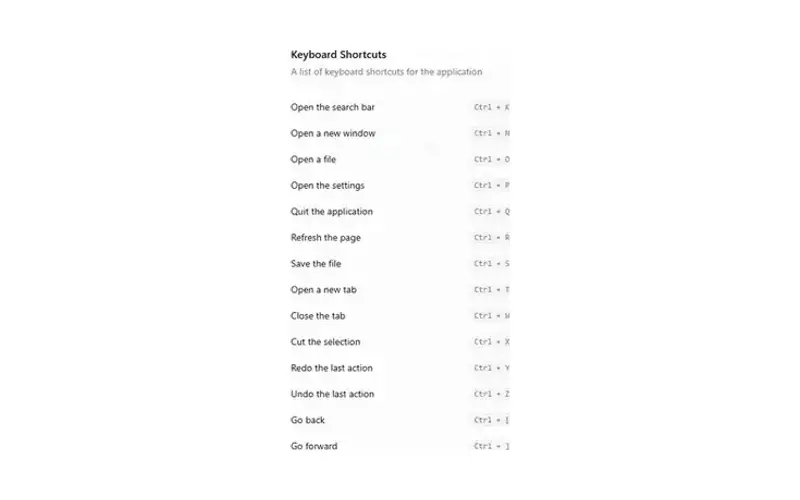 Keyboard Shortcuts
A list of keyboard shortcuts for the application
Open the search bar Ctrl + K
Open a new window Ctrl + N
Open a file Ctrl + O
Open the settings Ctrl + P
Quit the application Ctrl + Q
Refresh the page Ctrl + R
Save the file Ctrl + S
Open a new tab Ctrl + T
Close the tab Ctrl + W
Cut the selection Ctrl + X
Redo the last action Ctrl + Y
Undo the last action Ctrl + Z
Go back Ctrl + [
Go forward Ctrl + ]